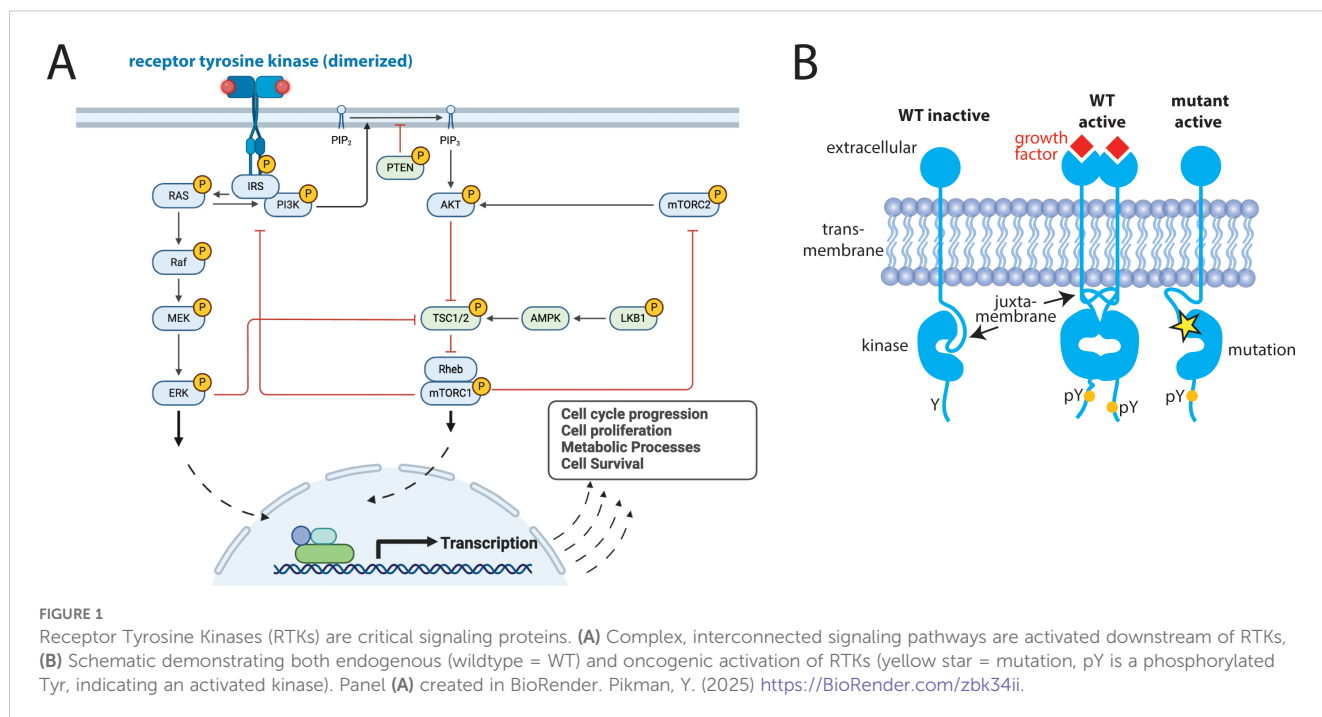 A
receptor tyrosine kinase (dimerized)
PIP2
PIP3
P
PTEN
P
IRS
P
PI3K
P
RAS
P
AKT
P
mTORC2
P
Raf
P
MEK
P
TSC1/2
P
AMPK
LKB1
P
Rheb
mTORC1
P
ERK
P
Cell cycle progression
Cell proliferation
Metabolic Processes
Cell Survival
Transcription
B
WT inactive
WT
active
mutant
active
extracellular
growth
factor
trans-
membrane
juxta-
membrane
kinase
mutation
Y
pY
pY
pY
FIGURE 1
Receptor Tyrosine Kinases (RTKs) are critical signaling proteins. (A) Complex, interconnected signaling pathways are activated downstream of RTKs,
(B) Schematic demonstrating both endogenous (wildtype = WT) and oncogenic activation of RTKs (yellow star = mutation, pY is a phosphorylated
Tyr, indicating an activated kinase). Panel (A) created in BioRender. Pikman, Y. (2025) https://BioRender.com/zbk34ii.